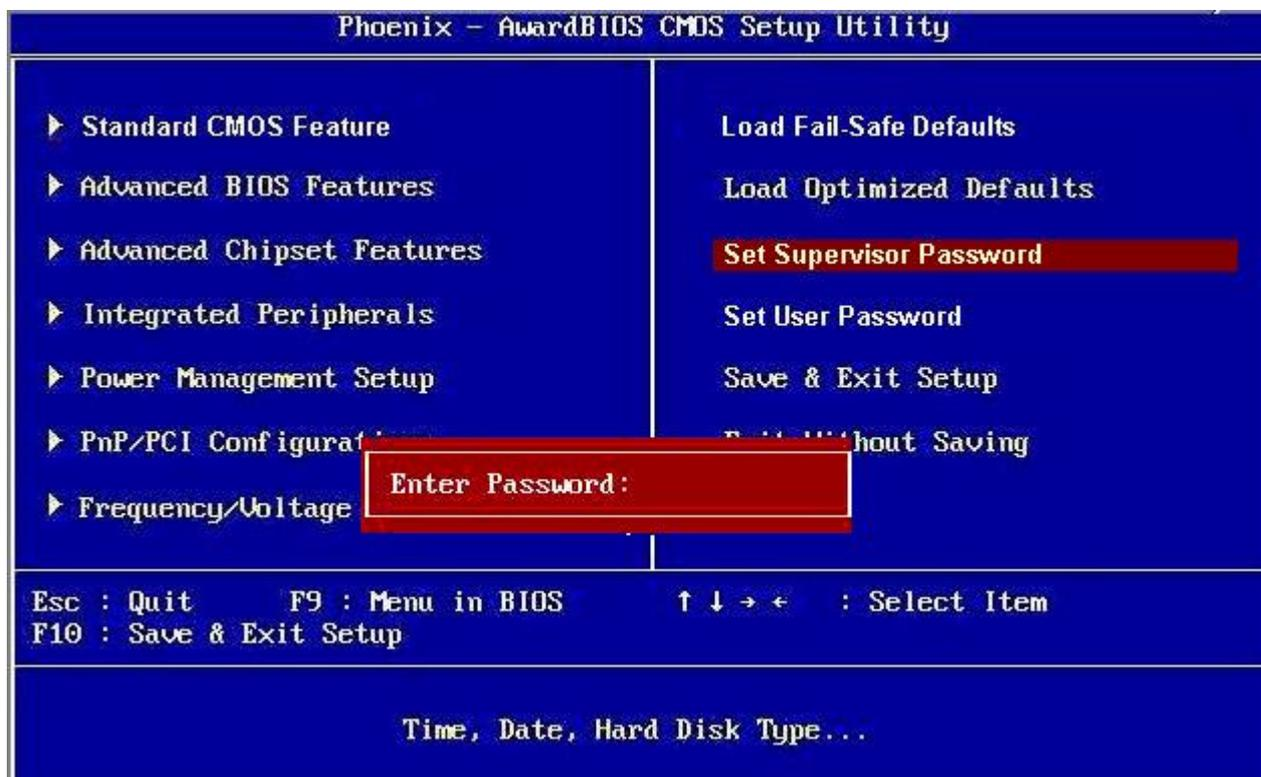 Phoenix – AwardBIOS CMOS Setup Utility
Standard CMOS Feature
Advanced BIOS Features
Advanced Chipset Features
Integrated Peripherals
Power Management Setup
PnP/PCI
Frequency/Voltage
Load Fail-Safe Defaults
Load Optimized Defaults
Set Supervisor Password
Set User Password
Save & Exit Setup
Saving
Enter Password:
Esc : Quit F9 : Menu in BIOS ↑ ↓ → ← : Select Item
F10 : Save & Exit Setup
Time, Date, Hard Disk Type...